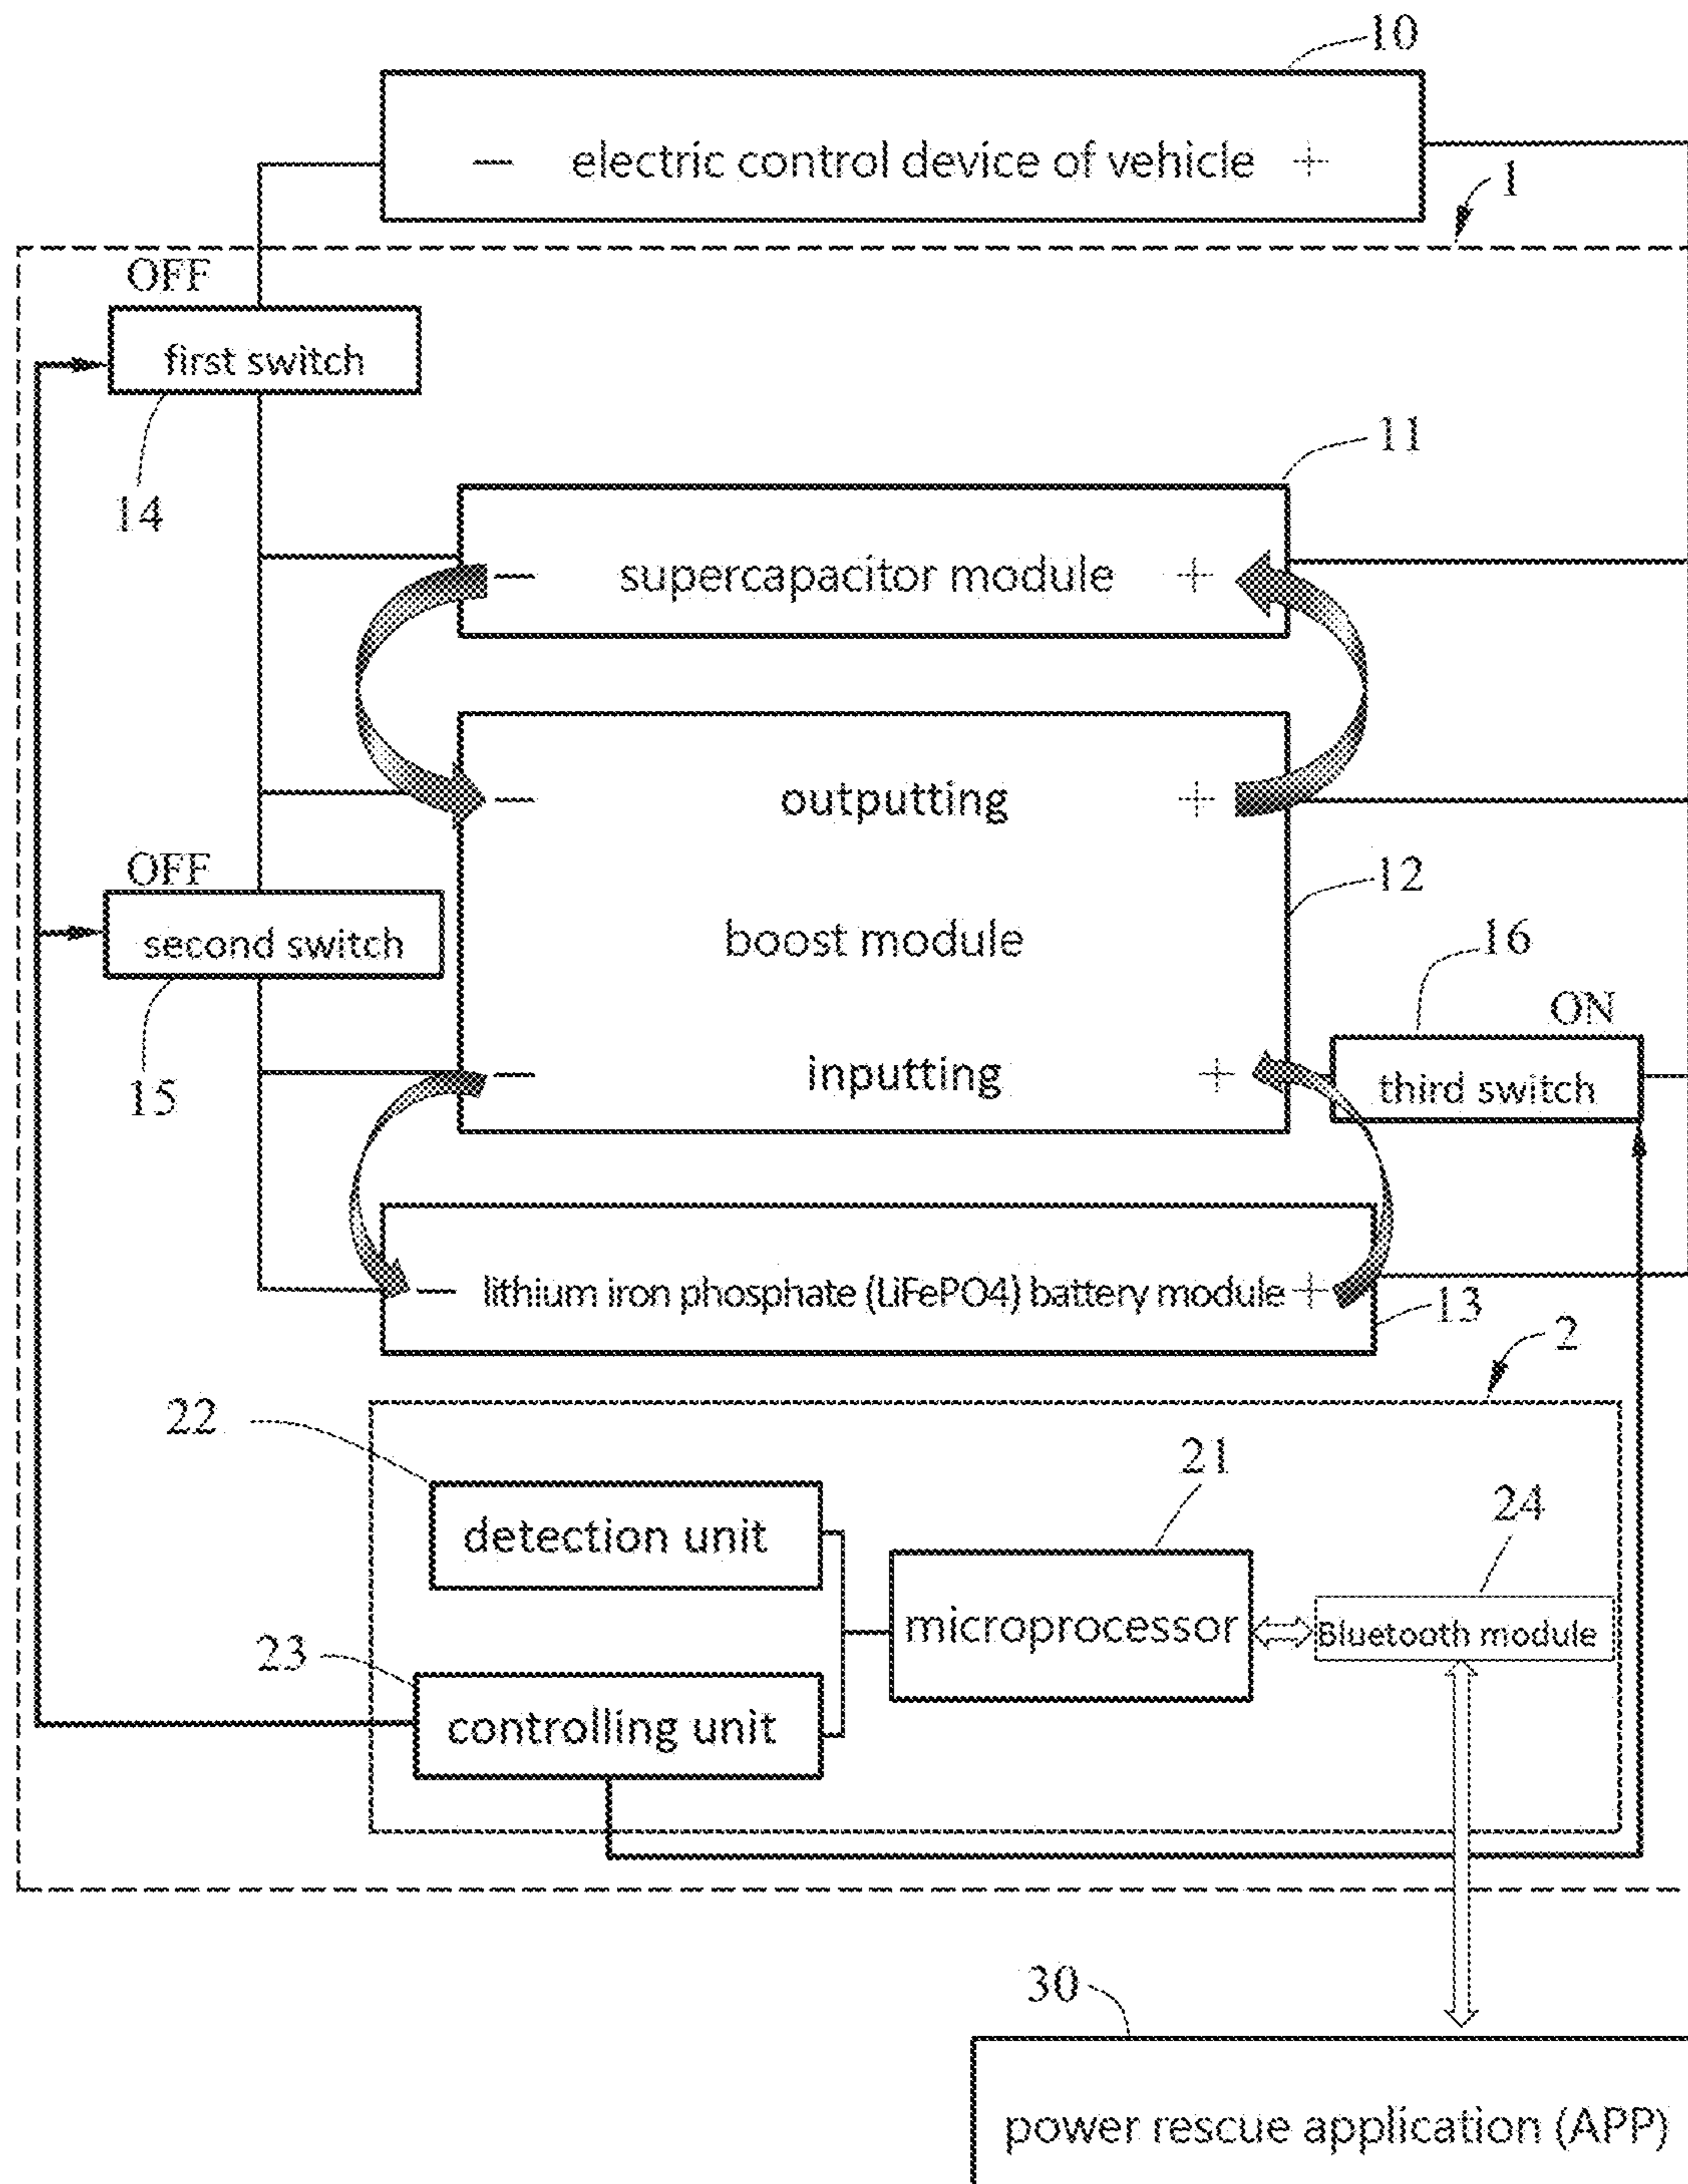 10
— electric control device of vehicle +
1
OFF
first switch
14
11
— supercapacitor module +
— outputting +
OFF
12
second switch
boost module
16
ON
15
— inputting +
third switch
— lithium iron phosphate (LiFePO4) battery module +
13
2
22
21
24
detection unit
microprocessor
Bluetooth module
23
controlling unit
30
power rescue application (APP)